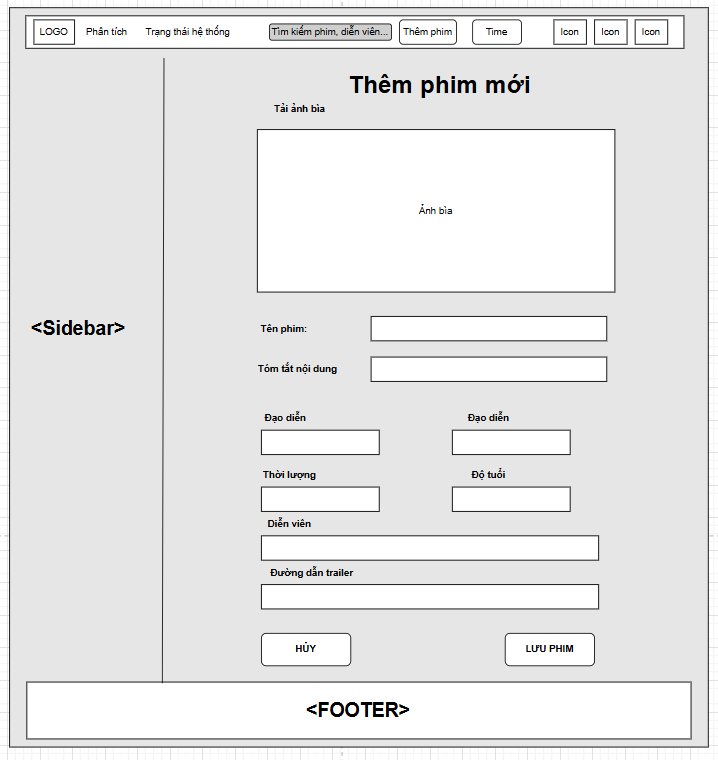 LOGO Phân tích Trạng thái hệ thống Tìm kiếm phim, diễn viên... Thêm phim Time Icon Icon Icon
Thêm phim mới
Tải ảnh bìa
Ảnh bìa
<Sidebar>
Tên phim:
Tóm tắt nội dung
Đạo diễn Đạo diễn
Thời lượng Độ tuổi
Diễn viên
Đường dẫn trailer
HỦY LƯU PHIM
<FOOTER>